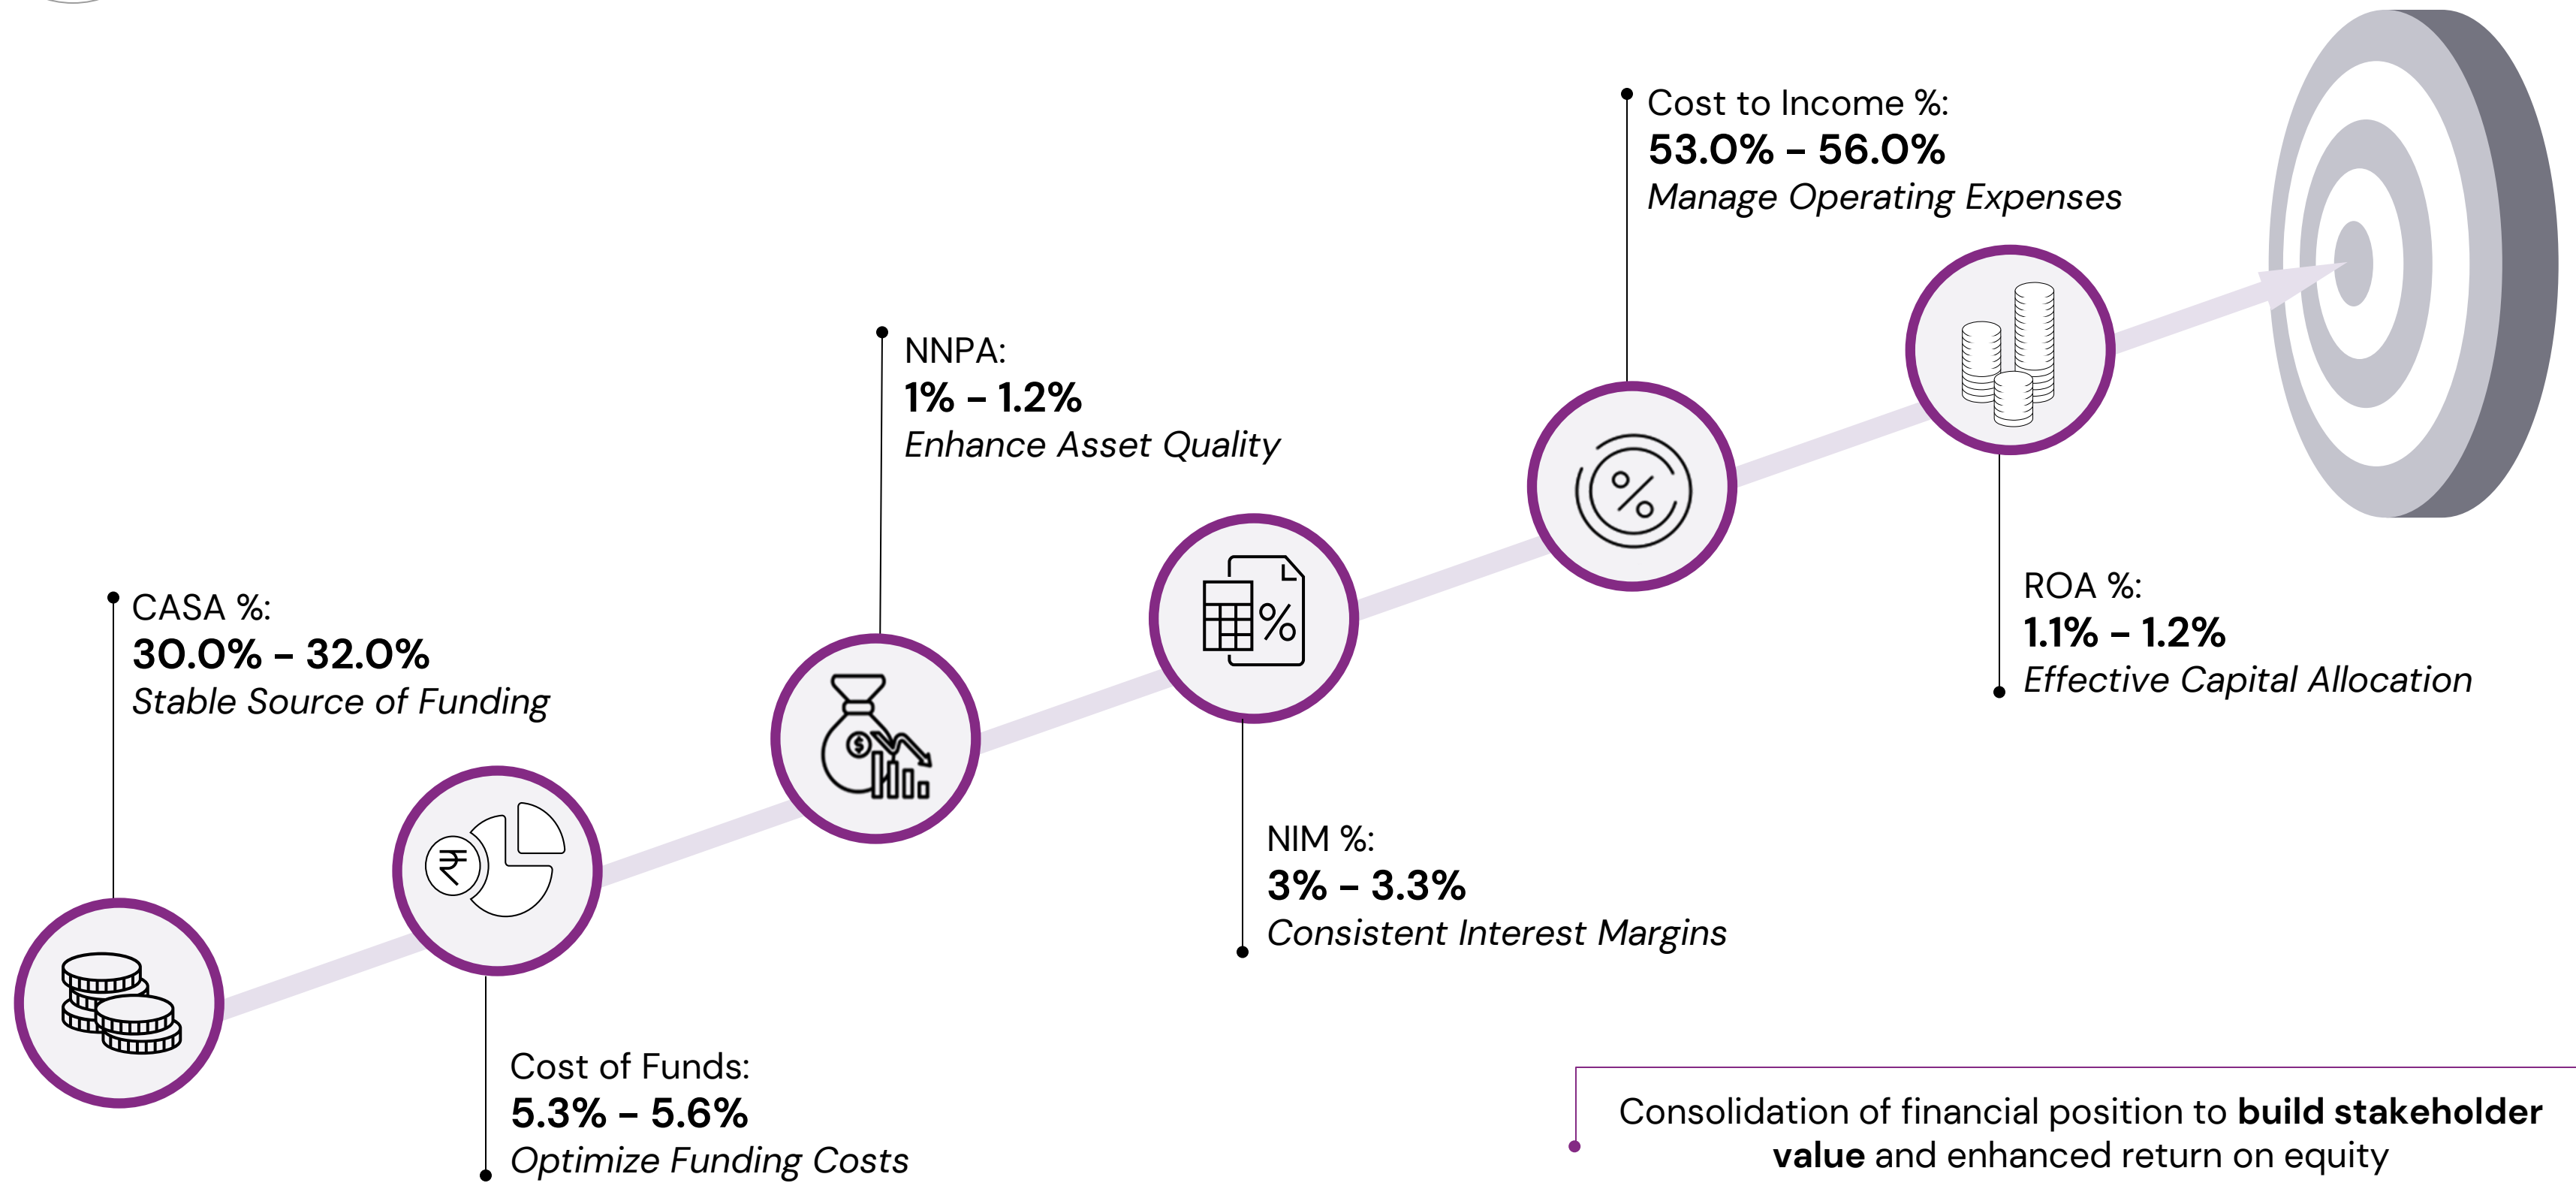 Cost to Income %:
53.0% – 56.0%
Manage Operating Expenses
NNPA:
1% – 1.2%
Enhance Asset Quality
CASA %:
30.0% – 32.0%
Stable Source of Funding
ROA %:
1.1% – 1.2%
Effective Capital Allocation
NIM %:
3% – 3.3%
Consistent Interest Margins
Cost of Funds:
5.3% – 5.6%
Optimize Funding Costs
%
%
$
₹
Consolidation of financial position to build stakeholder
value and enhanced return on equity